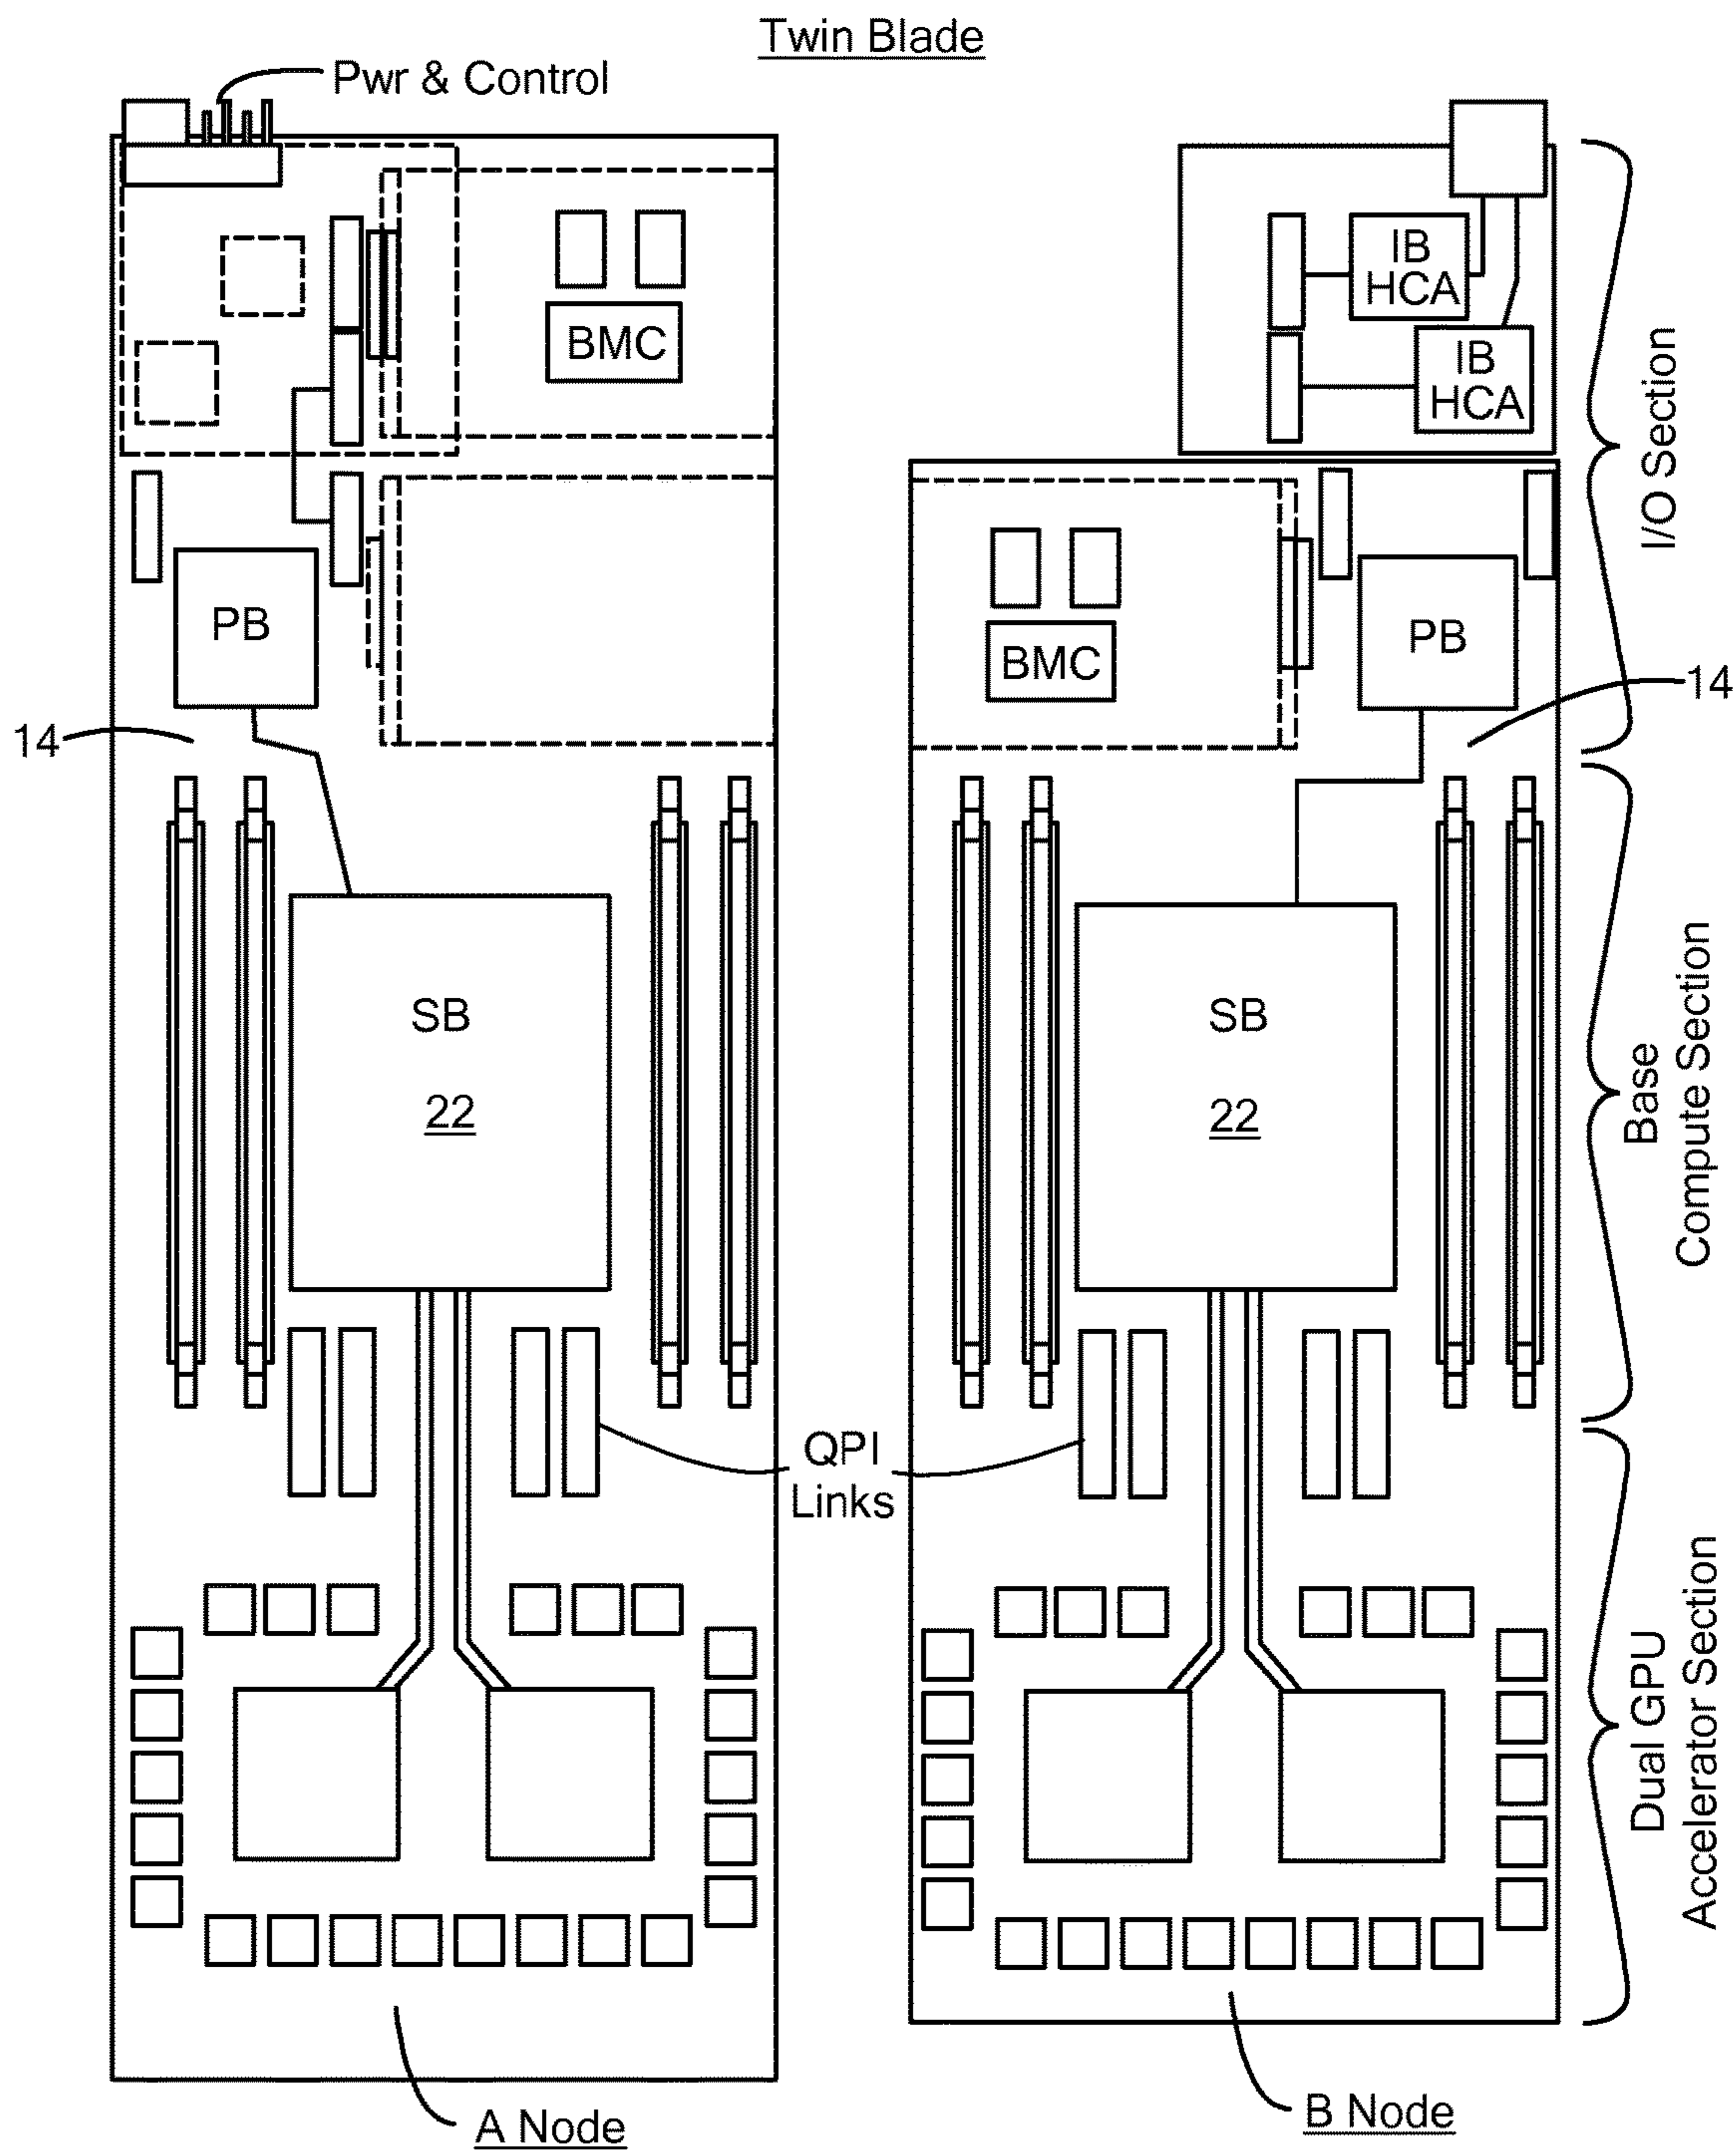 Twin Blade
Pwr & Control
IB
HCA
IB
HCA
BMC
I/O Section
PB
BMC
PB
14
14
SB
22
SB
22
Base
Compute Section
QPI
Links
Dual GPU
Accelerator Section
A Node
B Node